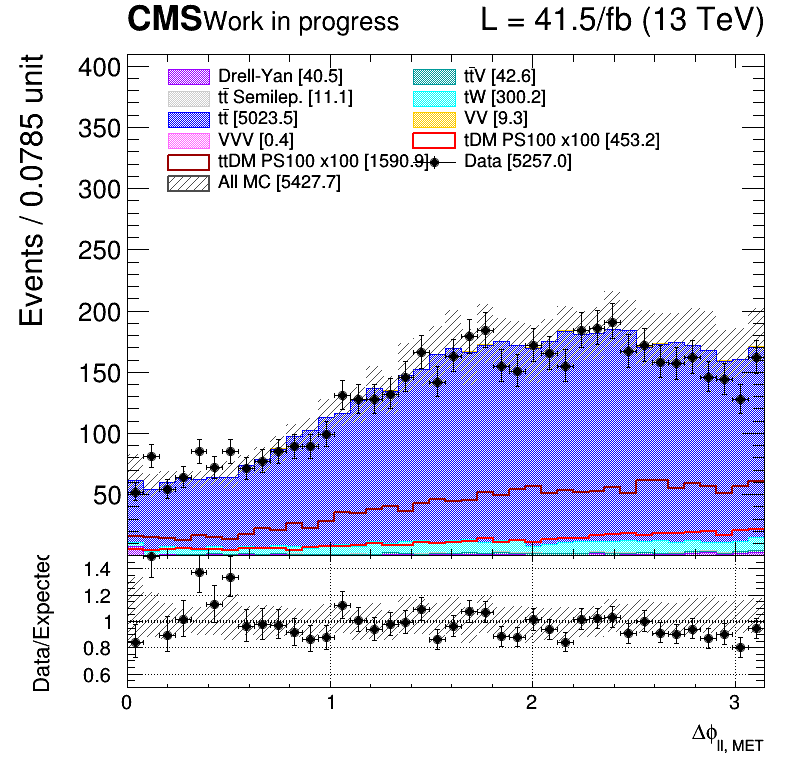 CMS Work in progress L = 41.5/fb (13 TeV)
Events / 0.0785 unit
400
350
300
250
200
150
100
50
Drell-Yan [40.5] tt̄V [42.6]
tt̄ Semilep. [11.1] tW [300.2]
tt̄ [5023.5] VV [9.3]
VVV [0.4] tDM PS100 x100 [453.2]
ttDM PS100 x100 [1590.9] Data [5257.0]
All MC [5427.7]
Data/Expected
1.4
1.2
1
0.8
0.6
0 1 2 3
Δϕll, MET